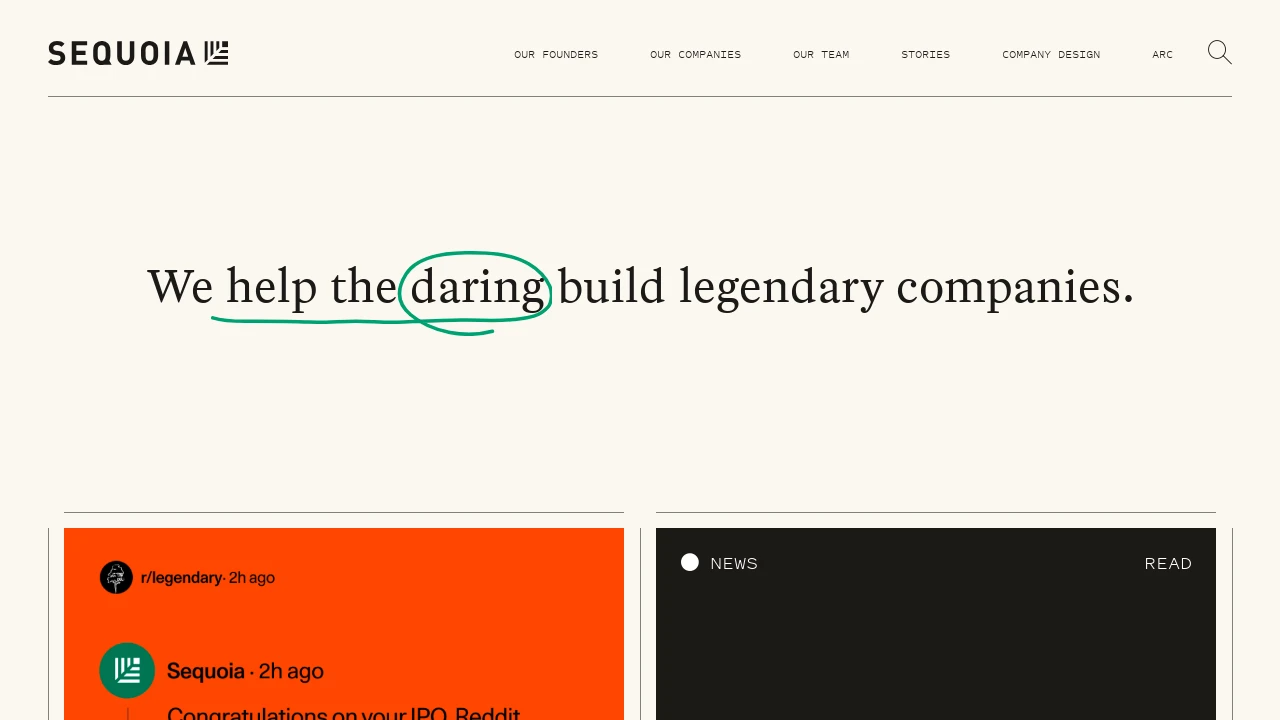 SEQUOIA
OUR FOUNDERS
OUR COMPANIES
OUR TEAM
STORIES
COMPANY DESIGN
ARC
We help the daring build legendary companies.
r/legendary · 2h ago
Sequoia · 2h ago
Congratulations on your IPO, Reddit
NEWS
READ